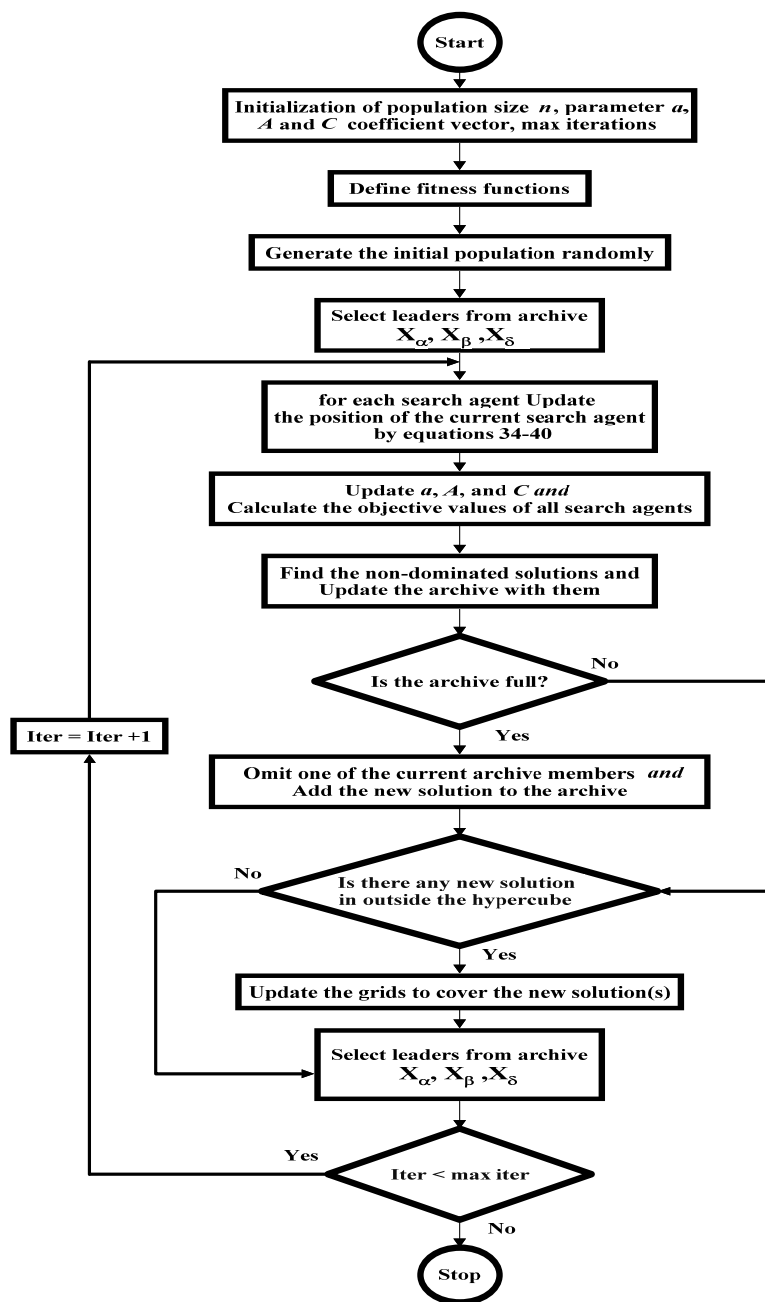 Start
Initialization of population size n, parameter a,
A and C coefficient vector, max iterations
Define fitness functions
Generate the initial population randomly
Select leaders from archive
Xα, Xβ ,Xδ
for each search agent Update
the position of the current search agent
by equations 34-40
Update a, A, and C and
Calculate the objective values of all search agents
Find the non-dominated solutions and
Update the archive with them
Is the archive full?
No
Yes
Iter = Iter +1
Omit one of the current archive members and
Add the new solution to the archive
No
Is there any new solution
in outside the hypercube
Yes
Update the grids to cover the new solution(s)
Select leaders from archive
Xα, Xβ ,Xδ
Yes
Iter < max iter
No
Stop